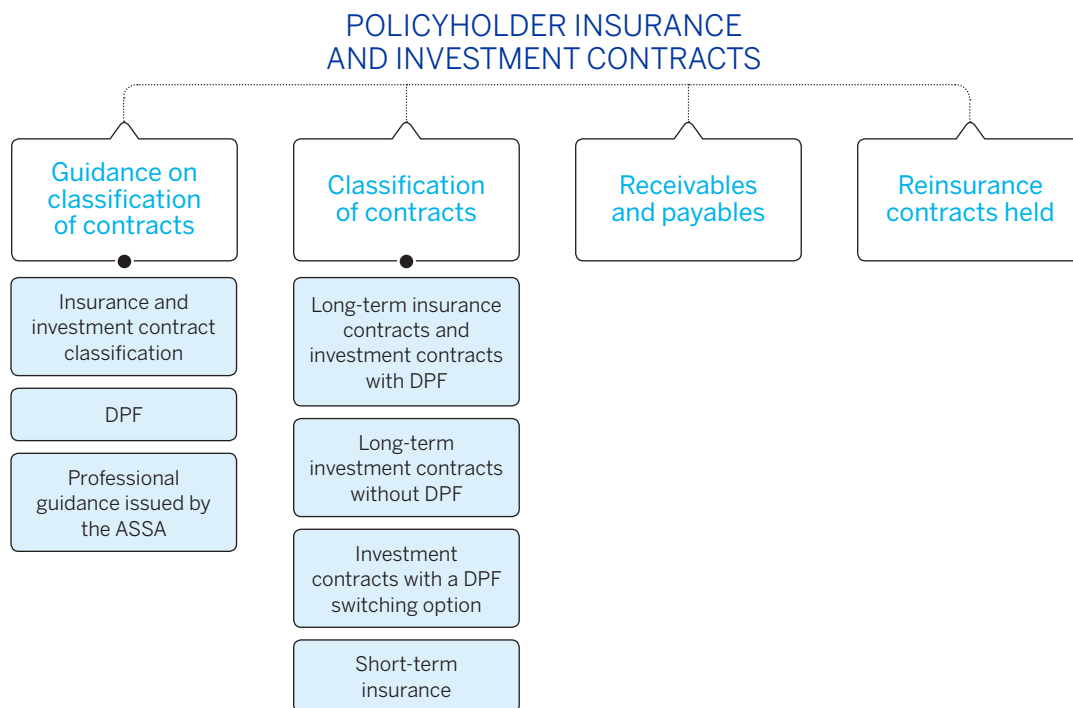 POLICYHOLDER INSURANCE
AND INVESTMENT CONTRACTS
Guidance on
classification
of contracts
Insurance and
investment contract
classification
DPF
Professional
guidance issued by
the ASSA
Classification
of contracts
Long-term insurance
contracts and
investment contracts
with DPF
Long-term
investment contracts
without DPF
Investment
contracts with a DPF
switching option
Short-term
insurance
Receivables
and payables
Reinsurance
contracts held